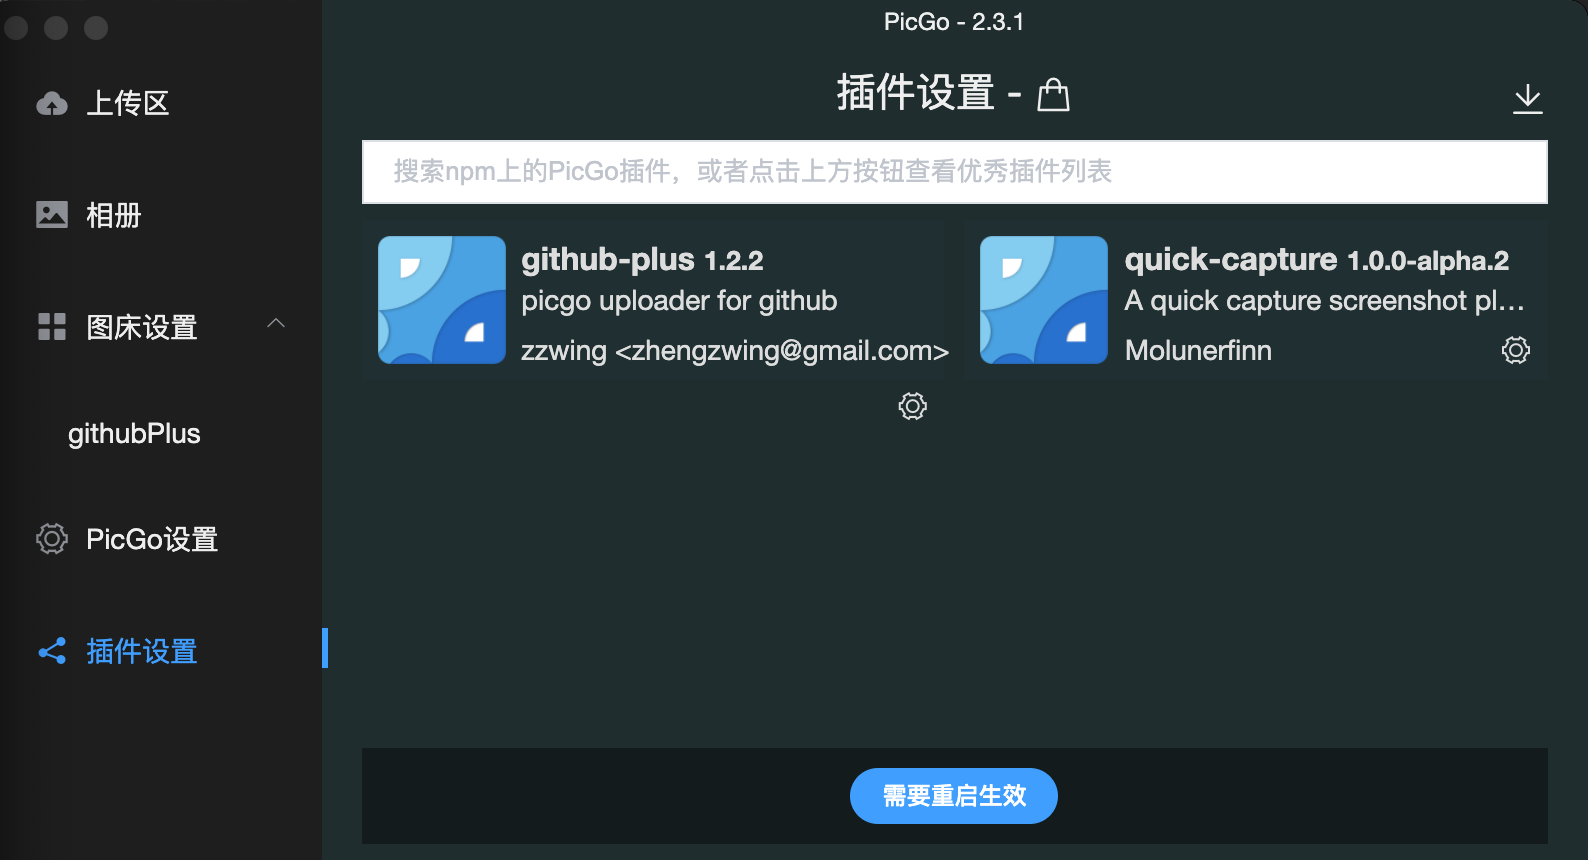 PicGo - 2.3.1
上传区
相册
图床设置
githubPlus
PicGo设置
插件设置
插件设置 -
搜索npm上的PicGo插件，或者点击上方按钮查看优秀插件列表
github-plus 1.2.2
picgo uploader for github
zzwing <zhengzwing@gmail.com>
quick-capture 1.0.0-alpha.2
A quick capture screenshot pl...
Molunerfinn
需要重启生效